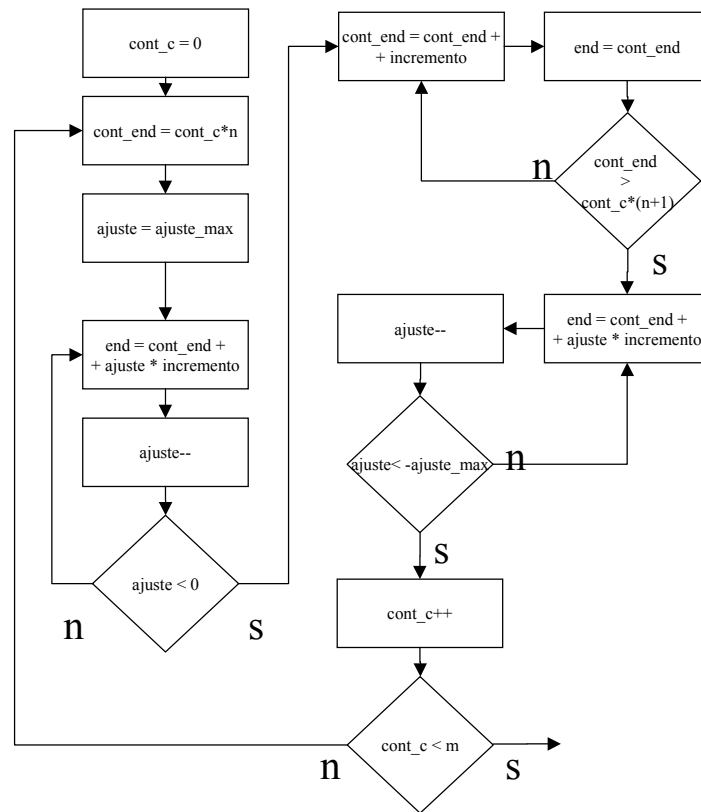 cont_c = 0
cont_end = cont_c*n
ajuste = ajuste_max
end = cont_end +
+ ajuste * incremento
ajuste--
ajuste < 0
n
s
cont_end = cont_end +
+ incremento
end = cont_end
cont_end
>
cont_c*(n+1)
n
s
end = cont_end +
+ ajuste * incremento
ajuste--
ajuste< -ajuste_max
n
s
cont_c++
cont_c < m
n
s